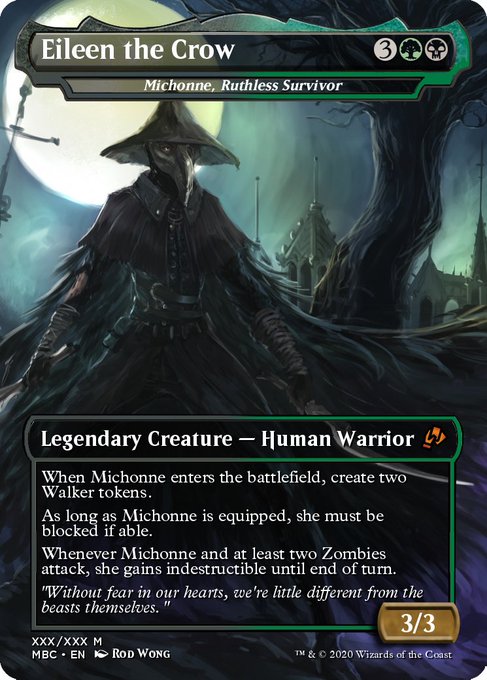 Eileen the Crow 3
Michonne, Ruthless Survivor
Legendary Creature — Human Warrior
When Michonne enters the battlefield, create two
Walker tokens.
As long as Michonne is equipped, she must be
blocked if able.
Whenever Michonne and at least two Zombies
attack, she gains indestructible until end of turn.
"Without fear in our hearts, we're little different from the
beasts themselves. "
3/3
XXX/XXX M
MBC • EN Rod Wong
™ & © 2020 Wizards of the Coast